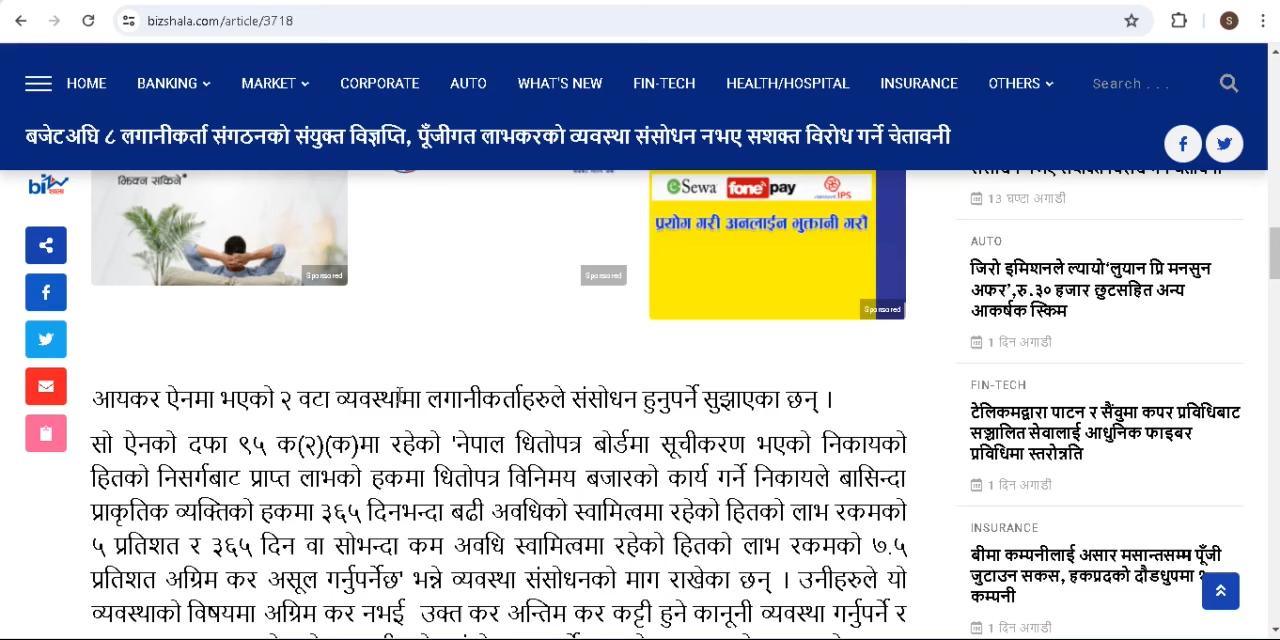 bizshala.com/article/3718
S
HOME BANKING MARKET CORPORATE AUTO WHAT'S NEW FIN-TECH HEALTH/HOSPITAL INSURANCE OTHERS Search . . .
बजेटअघि ८ लगानीकर्ता संगठनको संयुक्त विज्ञप्ति, पूँजीगत लाभकरको व्यवस्था संसोधन नभए सशक्त विरोध गर्ने चेतावनी
biz शाला
झिक्न सकिने*
Sponsored
Sponsored
eSewa fonepay IPS
प्रयोग गरी अनलाईन भुक्तानी गरौं
Sponsored
आयकर ऐनमा भएको २ वटा व्यवस्थामा लगानीकर्ताहरुले संसोधन हुनुपर्ने सुझाएका छन् ।
सो ऐनको दफा ९५ क(२)(क)मा रहेको 'नेपाल धितोपत्र बोर्डमा सूचीकरण भएको निकायको
हितको निसर्गबाट प्राप्त लाभको हकमा धितोपत्र विनिमय बजारको कार्य गर्ने निकायले बासिन्दा
प्राकृतिक व्यक्तिको हकमा ३६५ दिनभन्दा बढी अवधिको स्वामित्वमा रहेको हितको लाभ रकमको
५ प्रतिशत र ३६५ दिन वा सोभन्दा कम अवधि स्वामित्वमा रहेको हितको लाभ रकमको ७.५
प्रतिशत अग्रिम कर असूल गर्नुपर्नेछ' भन्ने व्यवस्था संसोधनको माग राखेका छन् । उनीहरुले यो
व्यवस्थाको विषयमा अग्रिम कर नभई उक्त कर अन्तिम कर कट्टी हुने कानूनी व्यवस्था गर्नुपर्ने र
संसोधन नभए सशक्त विरोध गर्ने चेतावनी
13 घण्टा अगाडी
AUTO
जिरो इमिशनले ल्यायो‘लुयान प्रि मनसुन
अफर’,रु.३० हजार छुटसहित अन्य
आकर्षक स्किम
1 दिन अगाडी
FIN-TECH
टेलिकमद्वारा पाटन र सैंबुमा कपर प्रविधिबाट
सञ्चालित सेवालाई आधुनिक फाइबर
प्रविधिमा स्तरोन्नति
1 दिन अगाडी
INSURANCE
बीमा कम्पनीलाई असार मसान्तसम्म पूँजी
जुटाउन सकस, हकप्रदको दौडधुपमा
कम्पनी
1 दिन अगाडी